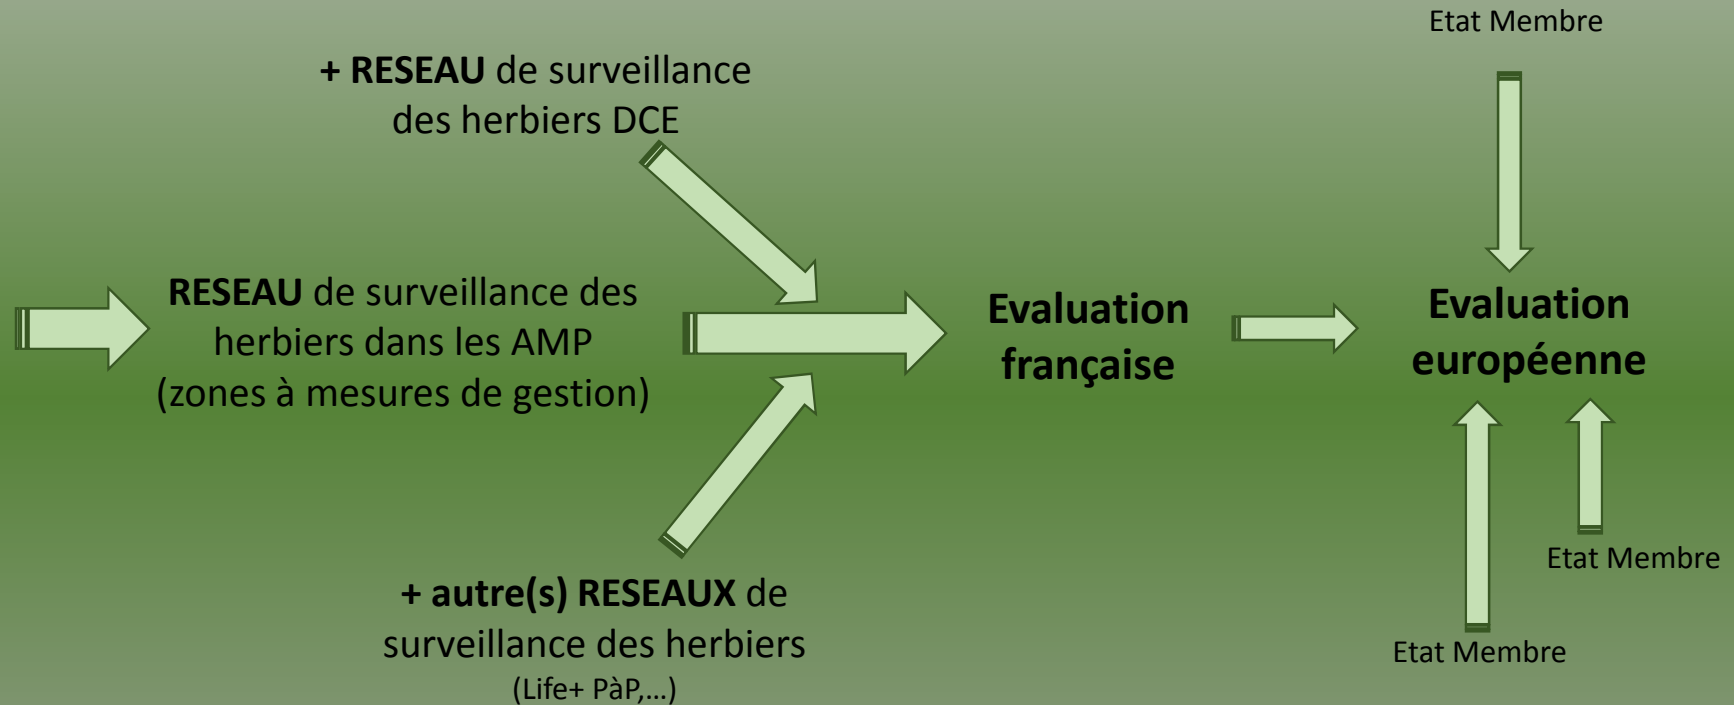 Etat Membre
+ RESEAU de surveillance
des herbiers DCE
RESEAU de surveillance des
herbiers dans les AMP
(zones à mesures de gestion)
Evaluation
française
Evaluation
européenne
+ autre(s) RESEAUX de
surveillance des herbiers
(Life+ PàP,...)
Etat Membre
Etat Membre